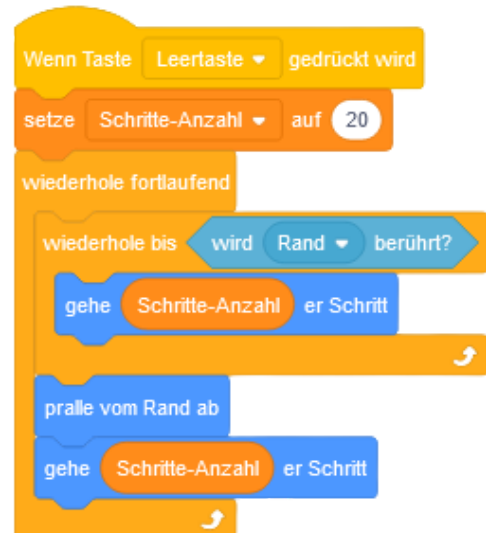 Wenn Taste Leertaste gedrückt wird
setze Schritte-Anzahl auf 20
wiederhole fortlaufend
wiederhole bis wird Rand berührt?
gehe Schritte-Anzahl er Schritt
pralle vom Rand ab
gehe Schritte-Anzahl er Schritt